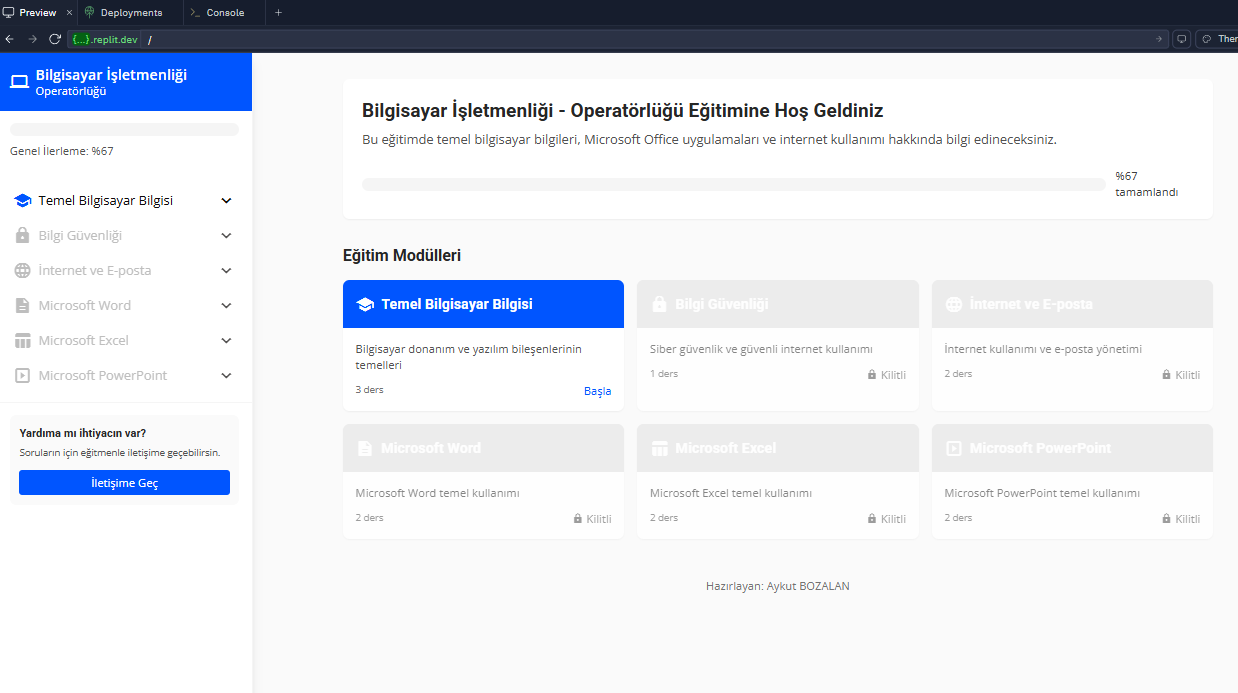 Preview
Deployments
Console
{...}.replit.dev /
Bilgisayar İşletmenliği
Operatörlüğü
Genel İlerleme: %67
Temel Bilgisayar Bilgisi
Bilgi Güvenliği
İnternet ve E-posta
Microsoft Word
Microsoft Excel
Microsoft PowerPoint
Yardıma mı ihtiyacın var?
Soruların için eğitmenle iletişime geçebilirsin.
İletişime Geç
Bilgisayar İşletmenliği - Operatörlüğü Eğitimine Hoş Geldiniz
Bu eğitimde temel bilgisayar bilgileri, Microsoft Office uygulamaları ve internet kullanımı hakkında bilgi edineceksiniz.
%67
tamamlandı
Eğitim Modülleri
Temel Bilgisayar Bilgisi
Bilgisayar donanım ve yazılım bileşenlerinin
temelleri
3 ders
Başla
Bilgi Güvenliği
Siber güvenlik ve güvenli internet kullanımı
1 ders
Kilitli
İnternet ve E-posta
İnternet kullanımı ve e-posta yönetimi
2 ders
Kilitli
Microsoft Word
Microsoft Word temel kullanımı
2 ders
Kilitli
Microsoft Excel
Microsoft Excel temel kullanımı
2 ders
Kilitli
Microsoft PowerPoint
Microsoft PowerPoint temel kullanımı
2 ders
Kilitli
Hazırlayan: Aykut BOZALAN